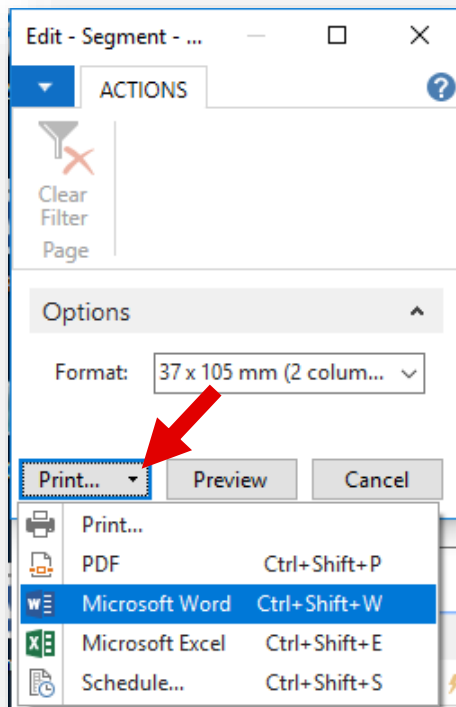 Edit - Segment - ...
ACTIONS
?
Clear
Filter
Page
Options
Format: 37 x 105 mm (2 colum...
Print... Preview Cancel
Print...
PDF Ctrl+Shift+P
Microsoft Word Ctrl+Shift+W
Microsoft Excel Ctrl+Shift+E
Schedule... Ctrl+Shift+S